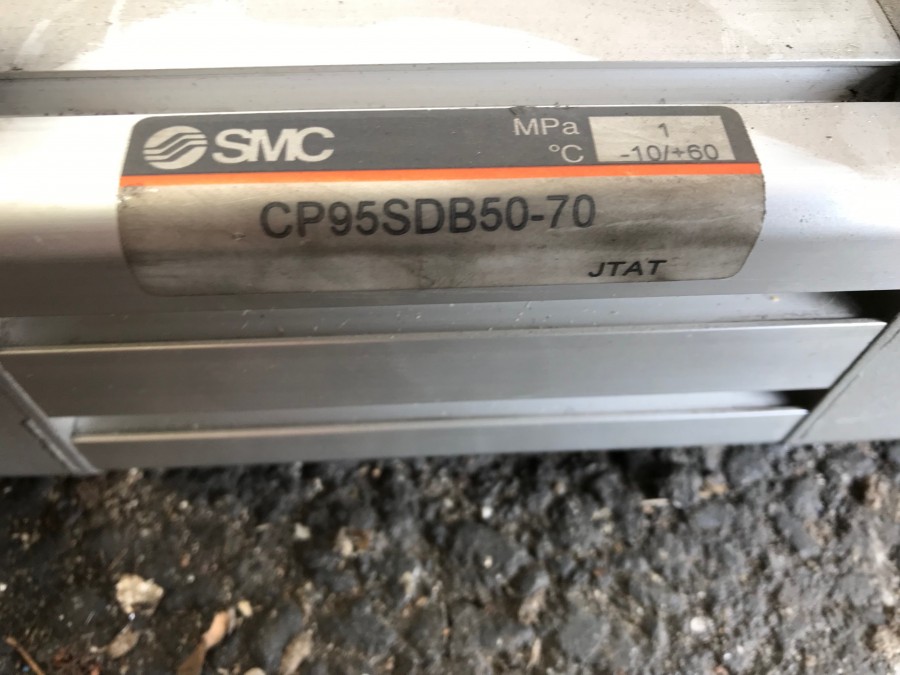 SMC
MPa 1
°C -10/+60
CP95SDB50-70
JTAT